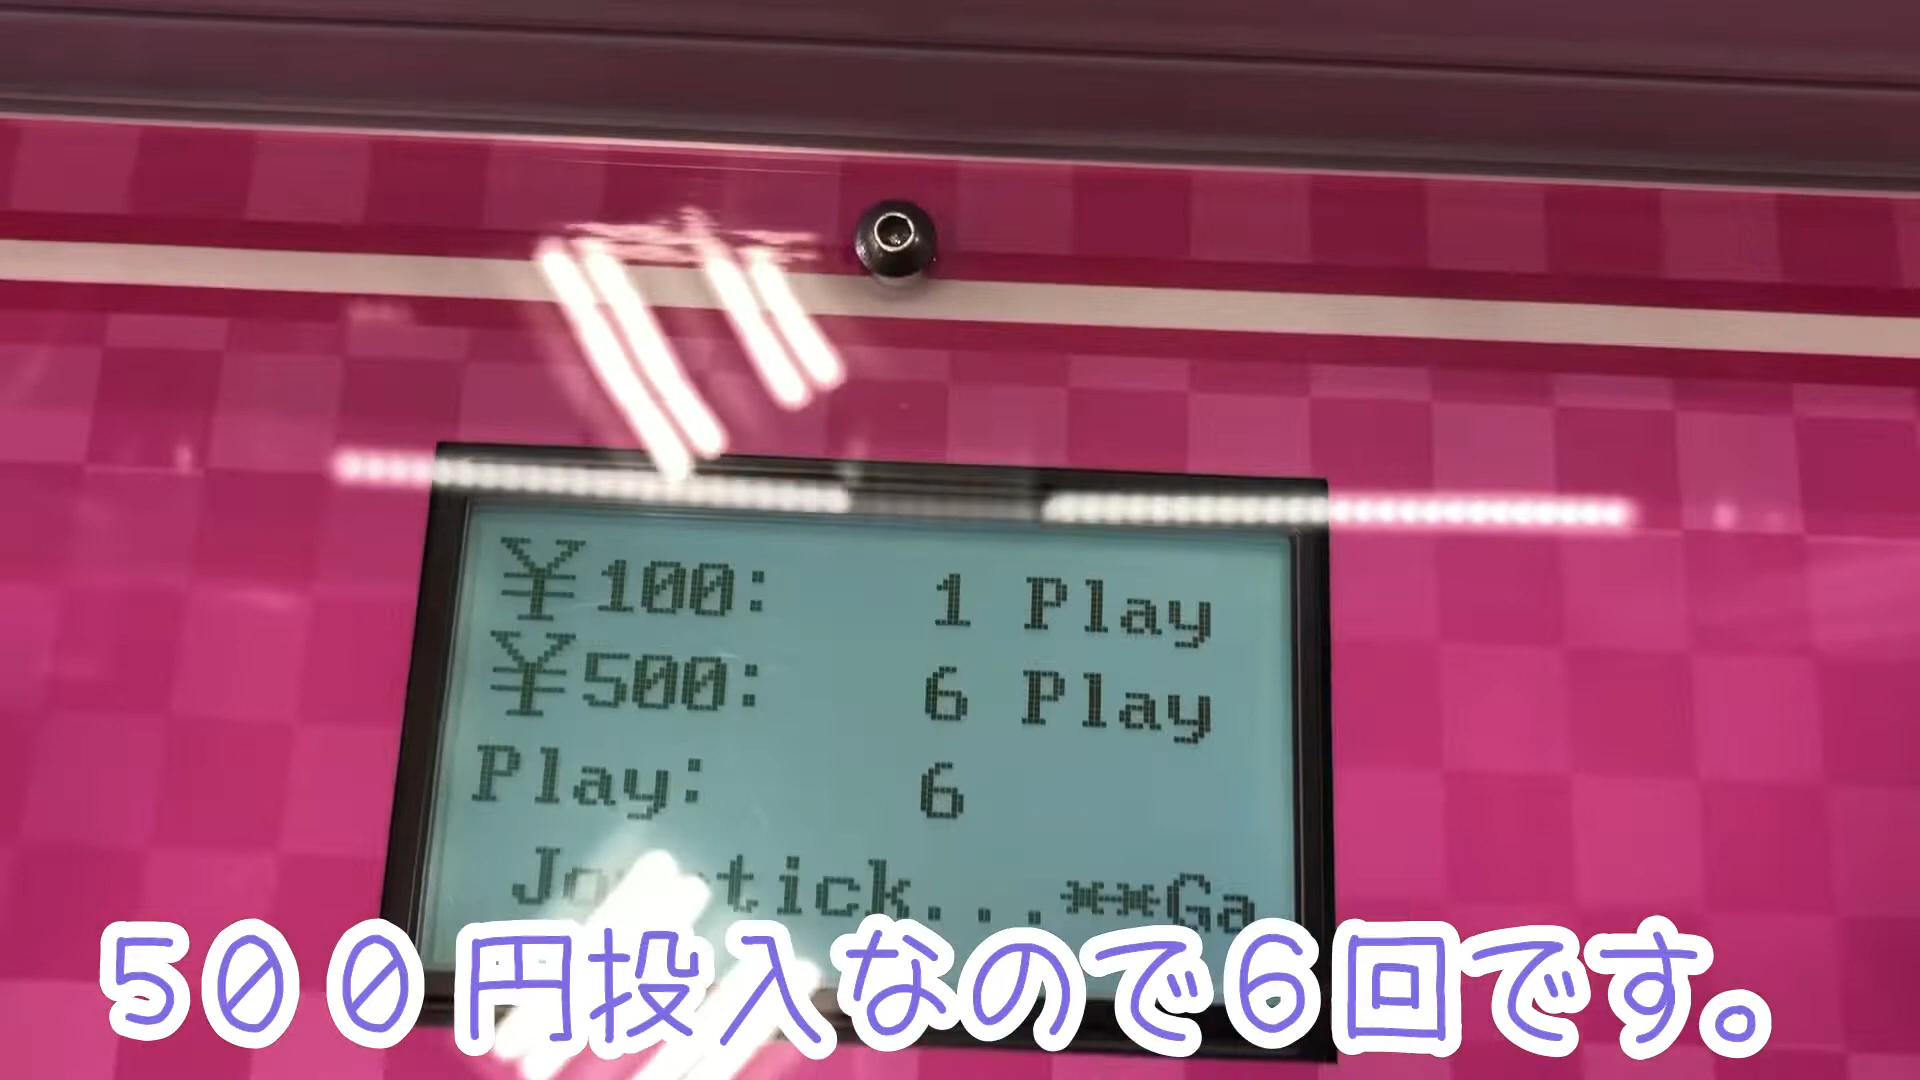 ¥100: 1 Play
¥500: 6 Play
Play: 6
...**Ga
５００円投入なので６回です。